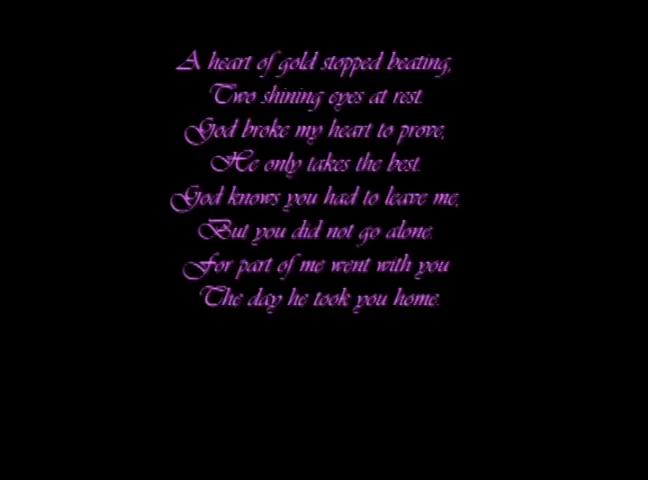 A heart of gold stopped beating,
Two shining eyes at rest.
God broke my heart to prove,
He only takes the best.
God knows you had to leave me,
But you did not go alone.
For part of me went with you
The day he took you home.